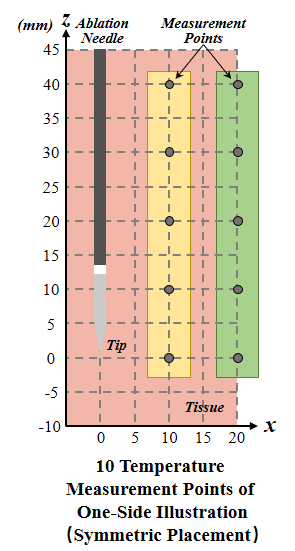 (mm) z Ablation Needle
Measurement Points
45
40
35
30
25
20
15
10
5
0
-5
-10
Tip
Tissue
0 5 10 15 20 x
10 Temperature
Measurement Points of
One-Side Illustration
(Symmetric Placement)